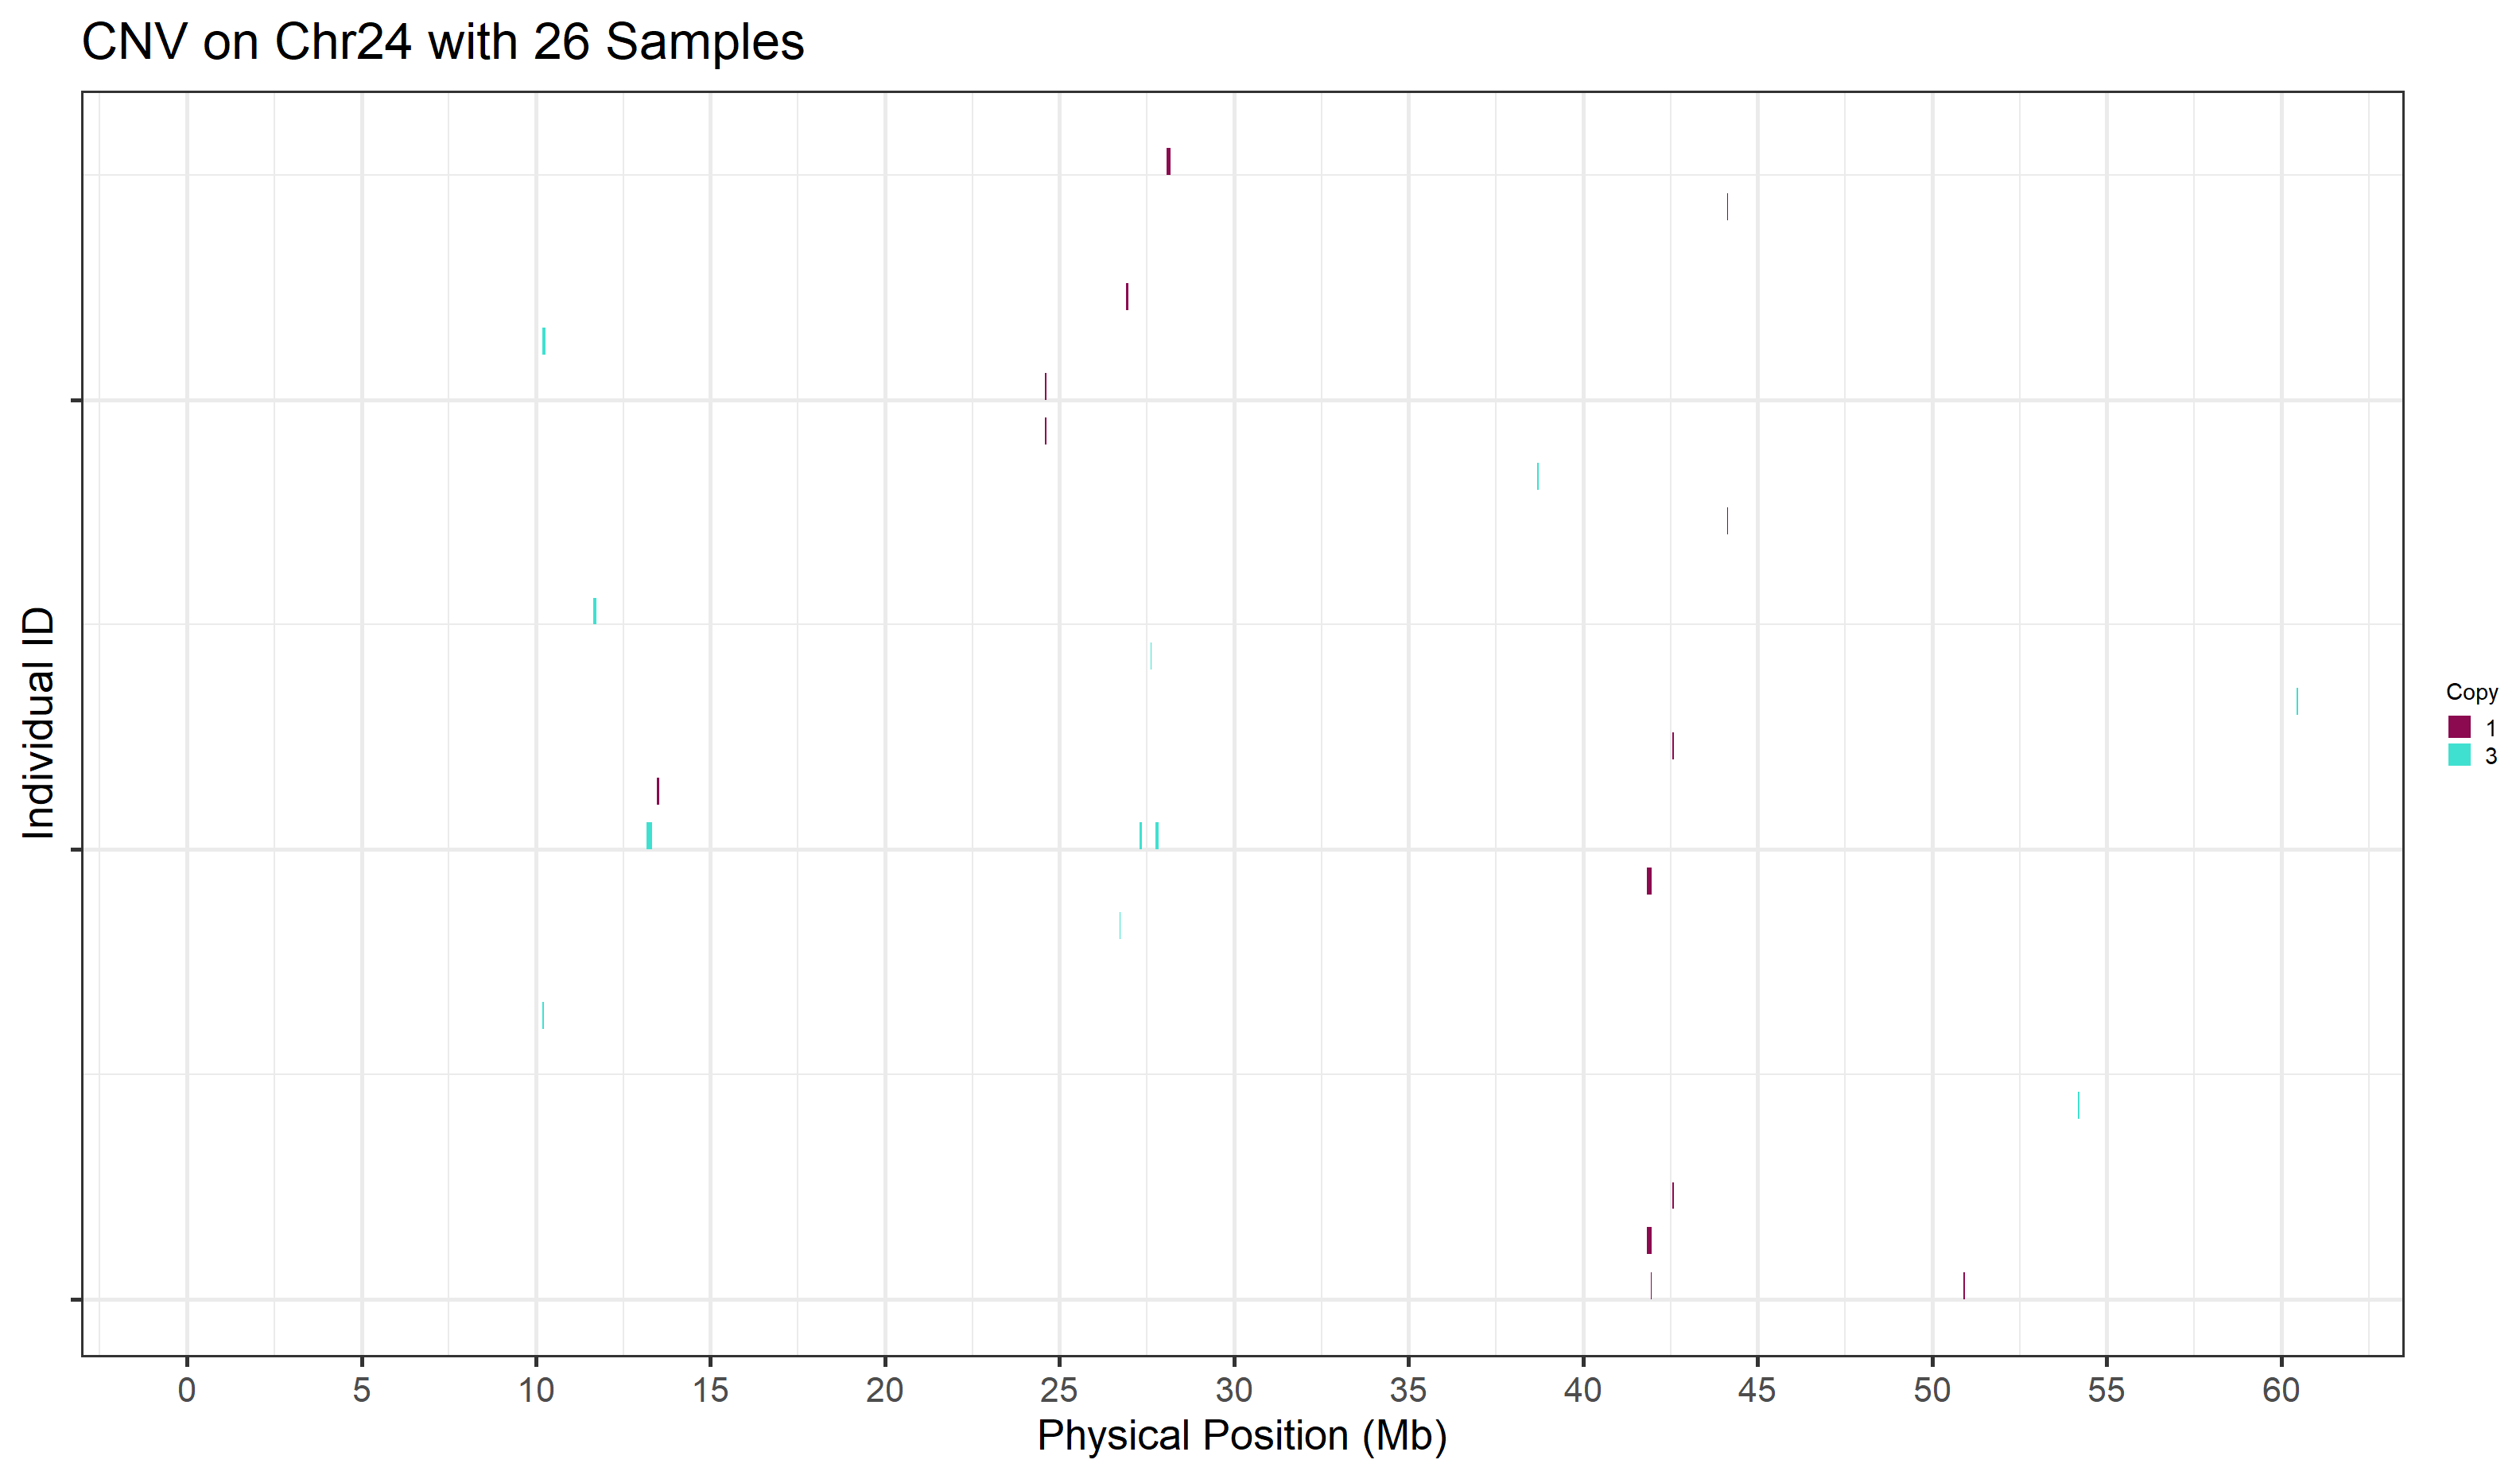 CNV on Chr24 with 26 Samples
Individual ID
Copy
1
3
0 5 10 15 20 25 30 35 40 45 50 55 60
Physical Position (Mb)